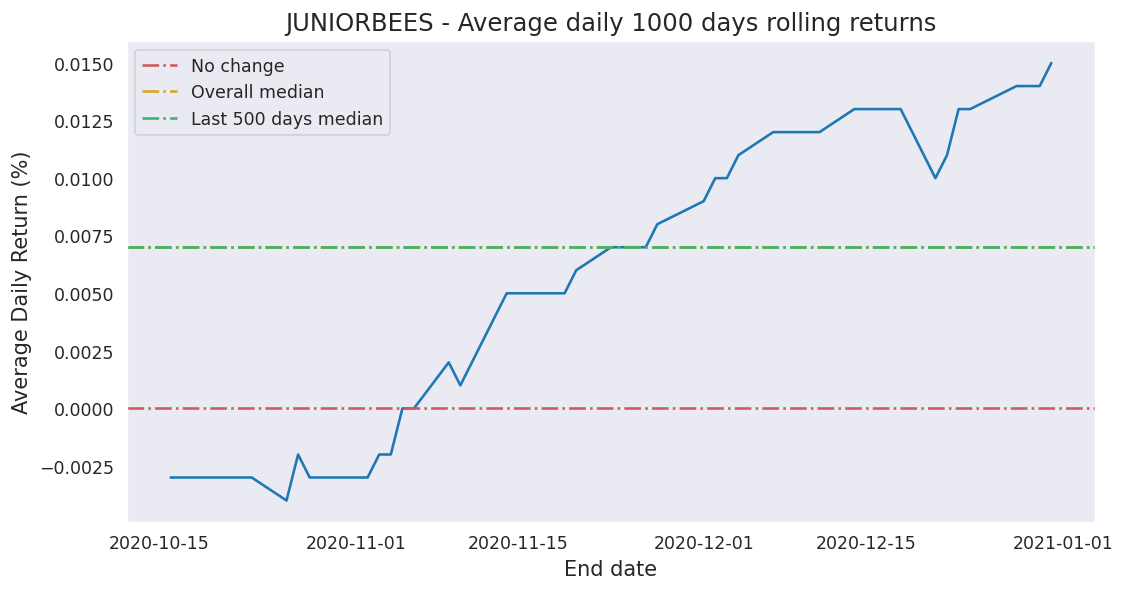 JUNIORBEES - Average daily 1000 days rolling returns
No change
Overall median
Last 500 days median
Average Daily Return (%)
0.0150
0.0125
0.0100
0.0075
0.0050
0.0025
0.0000
−0.0025
2020-10-15 2020-11-01 2020-11-15 2020-12-01 2020-12-15 2021-01-01
End date